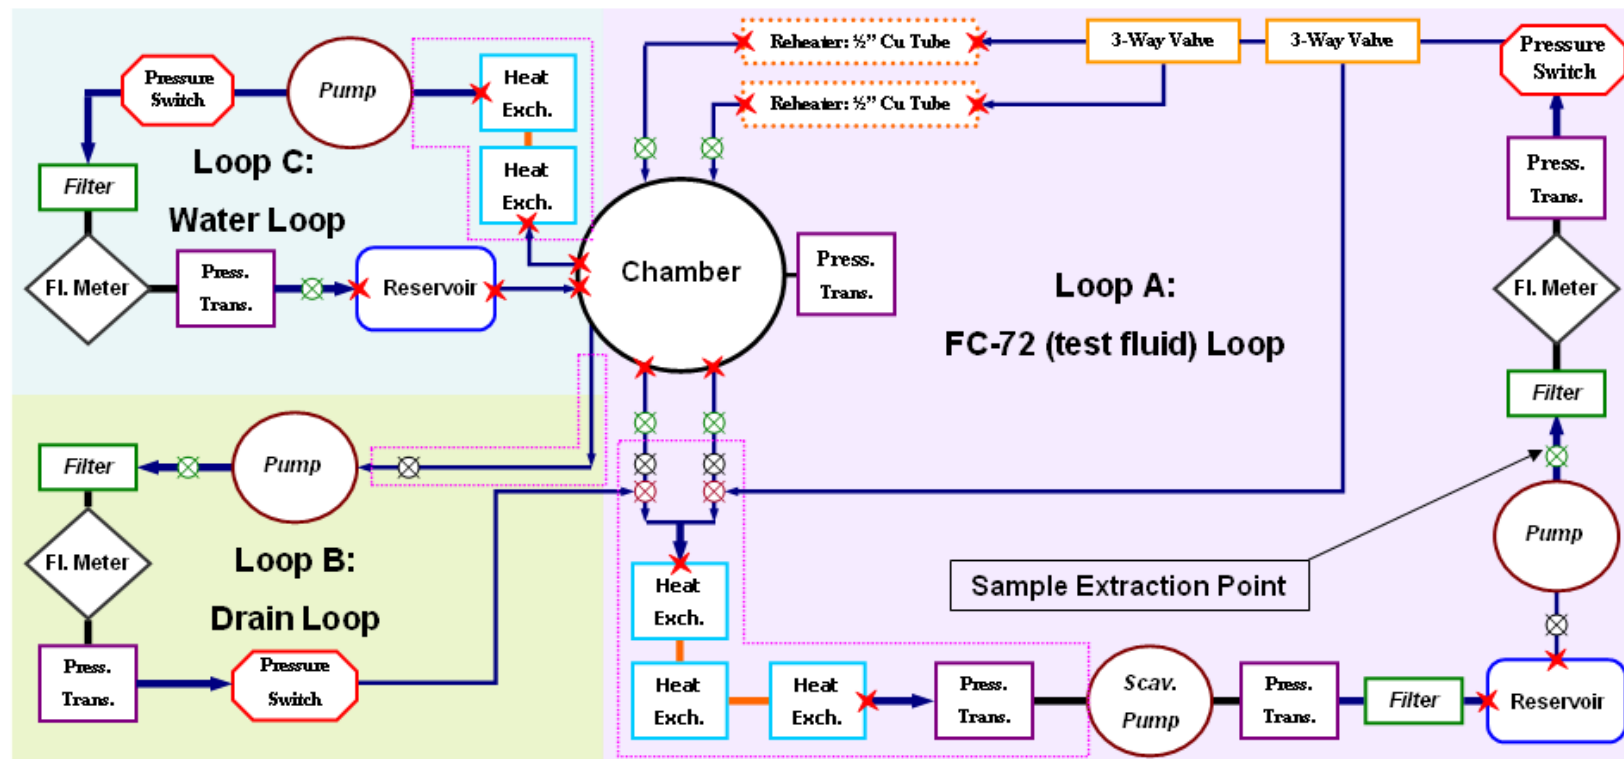 Reheater: ½” Cu Tube
3-Way Valve
3-Way Valve
Pressure
Switch
Reheater: ½” Cu Tube
Pressure
Switch
Pump
Heat
Exch.
Heat
Exch.
Loop C:
Water Loop
Filter
Fl. Meter
Press.
Trans.
Reservoir
Chamber
Press.
Trans.
Loop A:
FC-72 (test fluid) Loop
Press.
Trans.
Fl. Meter
Filter
Pump
Sample Extraction Point
Filter
Pump
Fl. Meter
Loop B:
Drain Loop
Press.
Trans.
Pressure
Switch
Heat
Exch.
Heat
Exch.
Heat
Exch.
Press.
Trans.
Scav.
Pump
Press.
Trans.
Filter
Reservoir